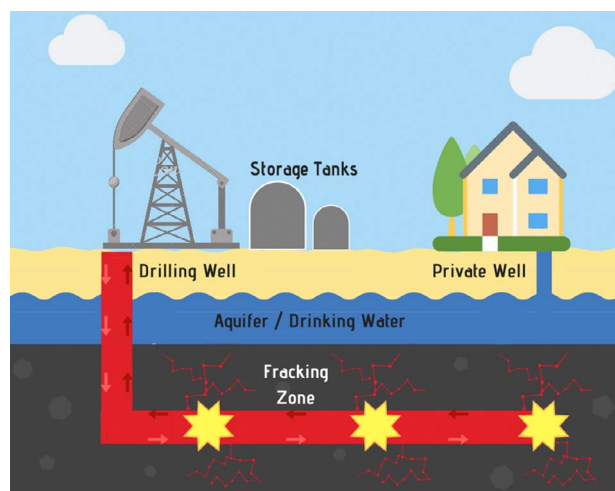 Storage Tanks
Drilling Well
Private Well
Aquifer / Drinking Water
Fracking
Zone